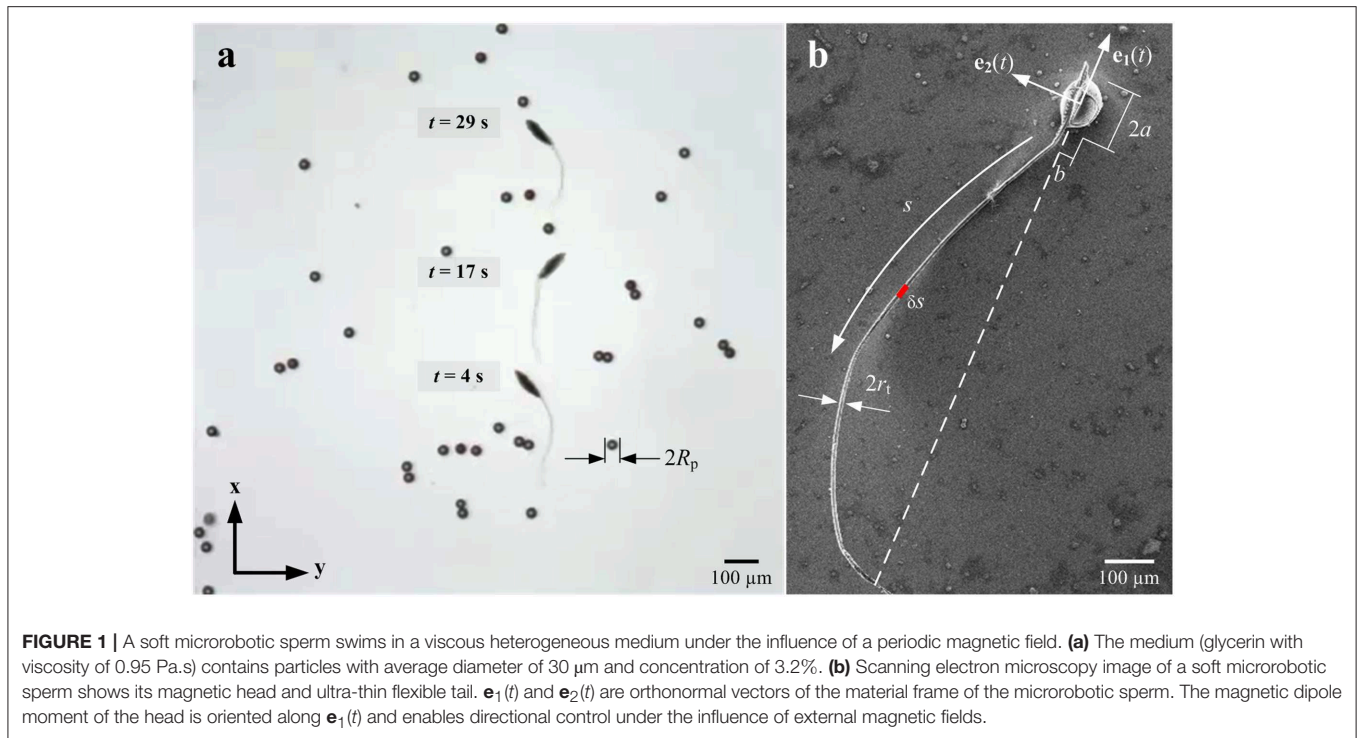 a
t = 29 s
t = 17 s
t = 4 s
2Rₚ
x
y
100 µm
b
e₂(t)
e₁(t)
2a
b
s
δs
2rₜ
100 µm
FIGURE 1 | A soft microrobotic sperm swims in a viscous heterogeneous medium under the influence of a periodic magnetic field. (a) The medium (glycerin with
viscosity of 0.95 Pa.s) contains particles with average diameter of 30 µm and concentration of 3.2%. (b) Scanning electron microscopy image of a soft microrobotic
sperm shows its magnetic head and ultra-thin flexible tail. e₁(t) and e₂(t) are orthonormal vectors of the material frame of the microrobotic sperm. The magnetic dipole
moment of the head is oriented along e₁(t) and enables directional control under the influence of external magnetic fields.